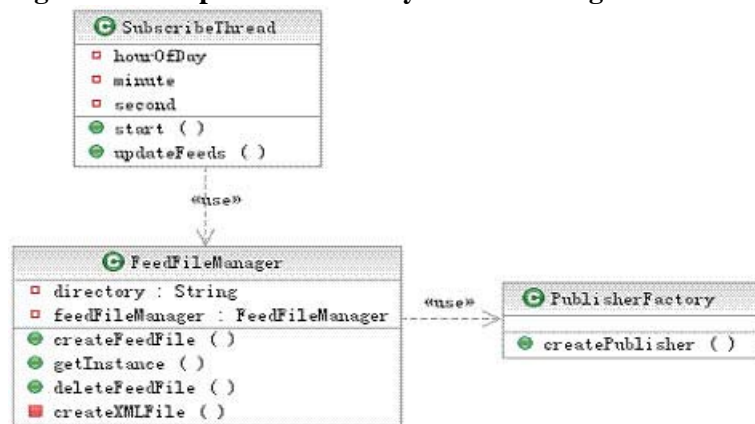 SubscribeThread
hourOfDay
minute
second
start ( )
updateFeeds ( )
«use»
FeedFileManager
directory : String
feedFileManager : FeedFileManager
createFeedFile ( )
getInstance ( )
deleteFeedFile ( )
createXMLFile ( )
«use»
PublisherFactory
createPublisher ( )